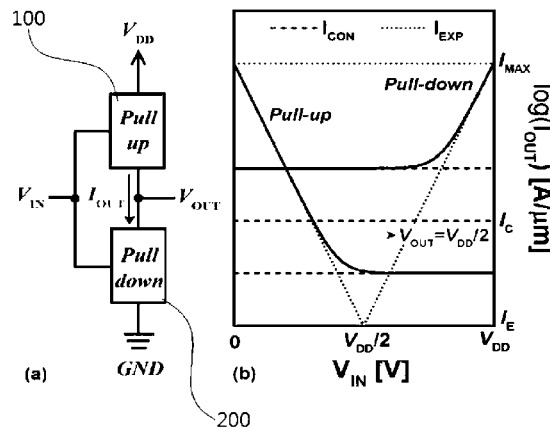 100
V_DD
Pull
up
V_IN
I_OUT
V_OUT
Pull
down
GND
(a)
200
I_CON
I_EXP
I_MAX
Pull-down
Pull-up
log(I_OUT) [A/μm]
I_C
➤ V_OUT=V_DD/2
I_E
0
V_DD/2
V_DD
(b)
V_IN [V]